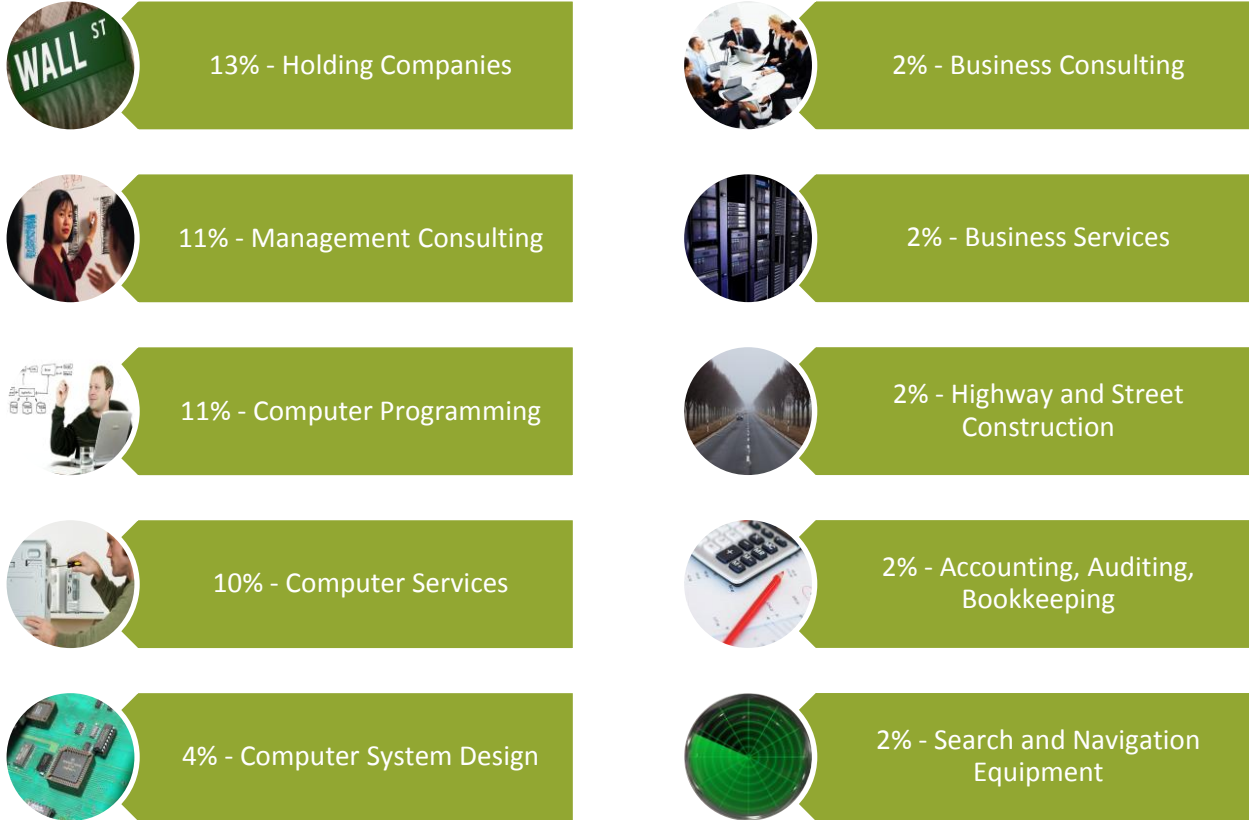 WALL ST
13% - Holding Companies
11% - Management Consulting
11% - Computer Programming
10% - Computer Services
4% - Computer System Design
2% - Business Consulting
2% - Business Services
2% - Highway and Street
Construction
2% - Accounting, Auditing,
Bookkeeping
2% - Search and Navigation
Equipment